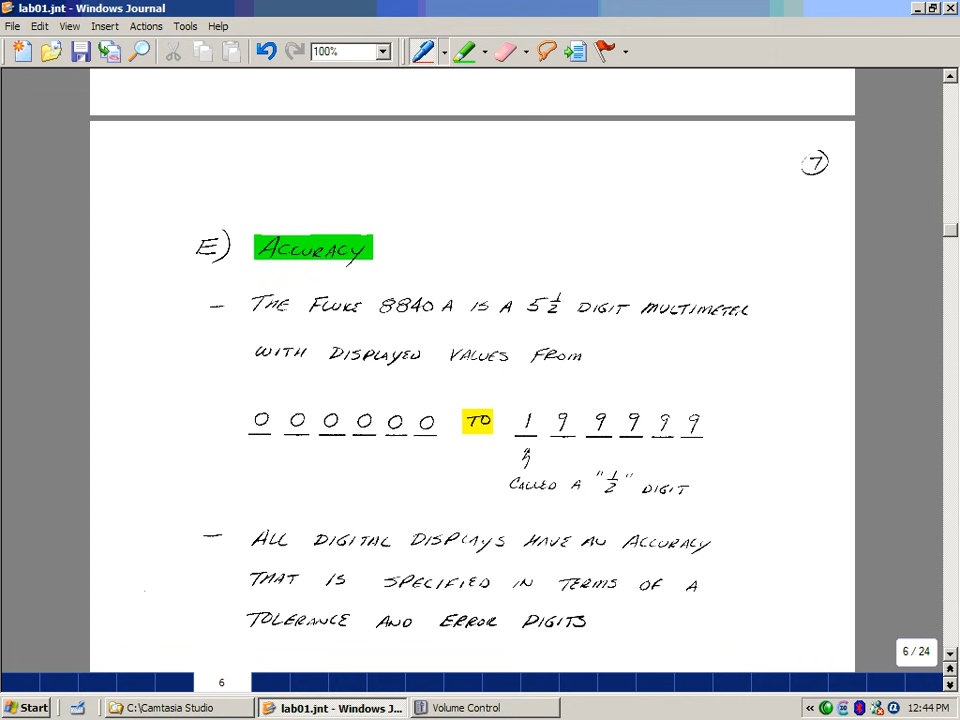 lab01.jnt - Windows Journal
File Edit View Insert Actions Tools Help
100%
7
E) ACCURACY
- THE FLUKE 8840A IS A 5 1/2 DIGIT MULTIMETER
WITH DISPLAYED VALUES FROM
0 0 0 0 0 0 TO 1 9 9 9 9 9
CALLED A "1/2" DIGIT
- ALL DIGITAL DISPLAYS HAVE AN ACCURACY
THAT IS SPECIFIED IN TERMS OF A
TOLERANCE AND ERROR DIGITS
6 / 24
6
Start C:\Camtasia Studio lab01.jnt - Windows J... Volume Control « 12:44 PM